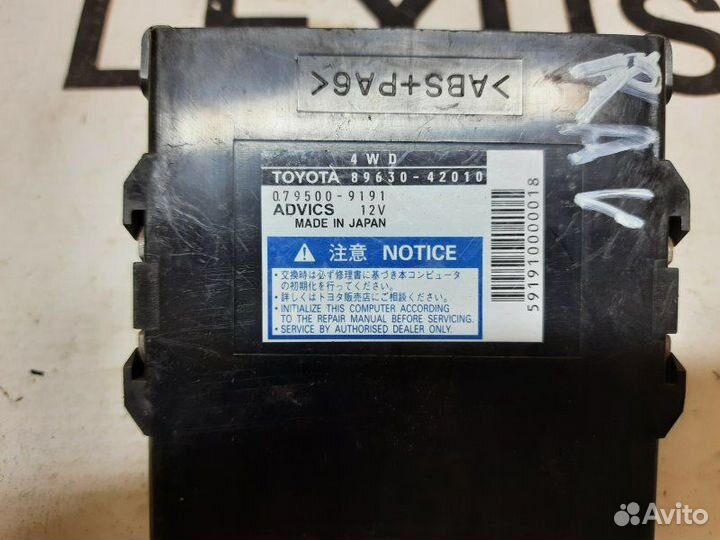 LEXUS
>ABS+PA6<
RAV
4WD
TOYOTA 89630-42010
079500-9191
ADVICS 12V
MADE IN JAPAN
注意 NOTICE
・交換時は必ず修理書に基づき本コンピュータ
の初期化を行ってください。
・詳しくはトヨタ販売店にご相談ください。
・INITIALIZE THIS COMPUTER ACCORDING
TO THE REPAIR MANUAL BEFORE SERVICING.
・SERVICE BY AUTHORISED DEALER ONLY.
591910000018
Avito